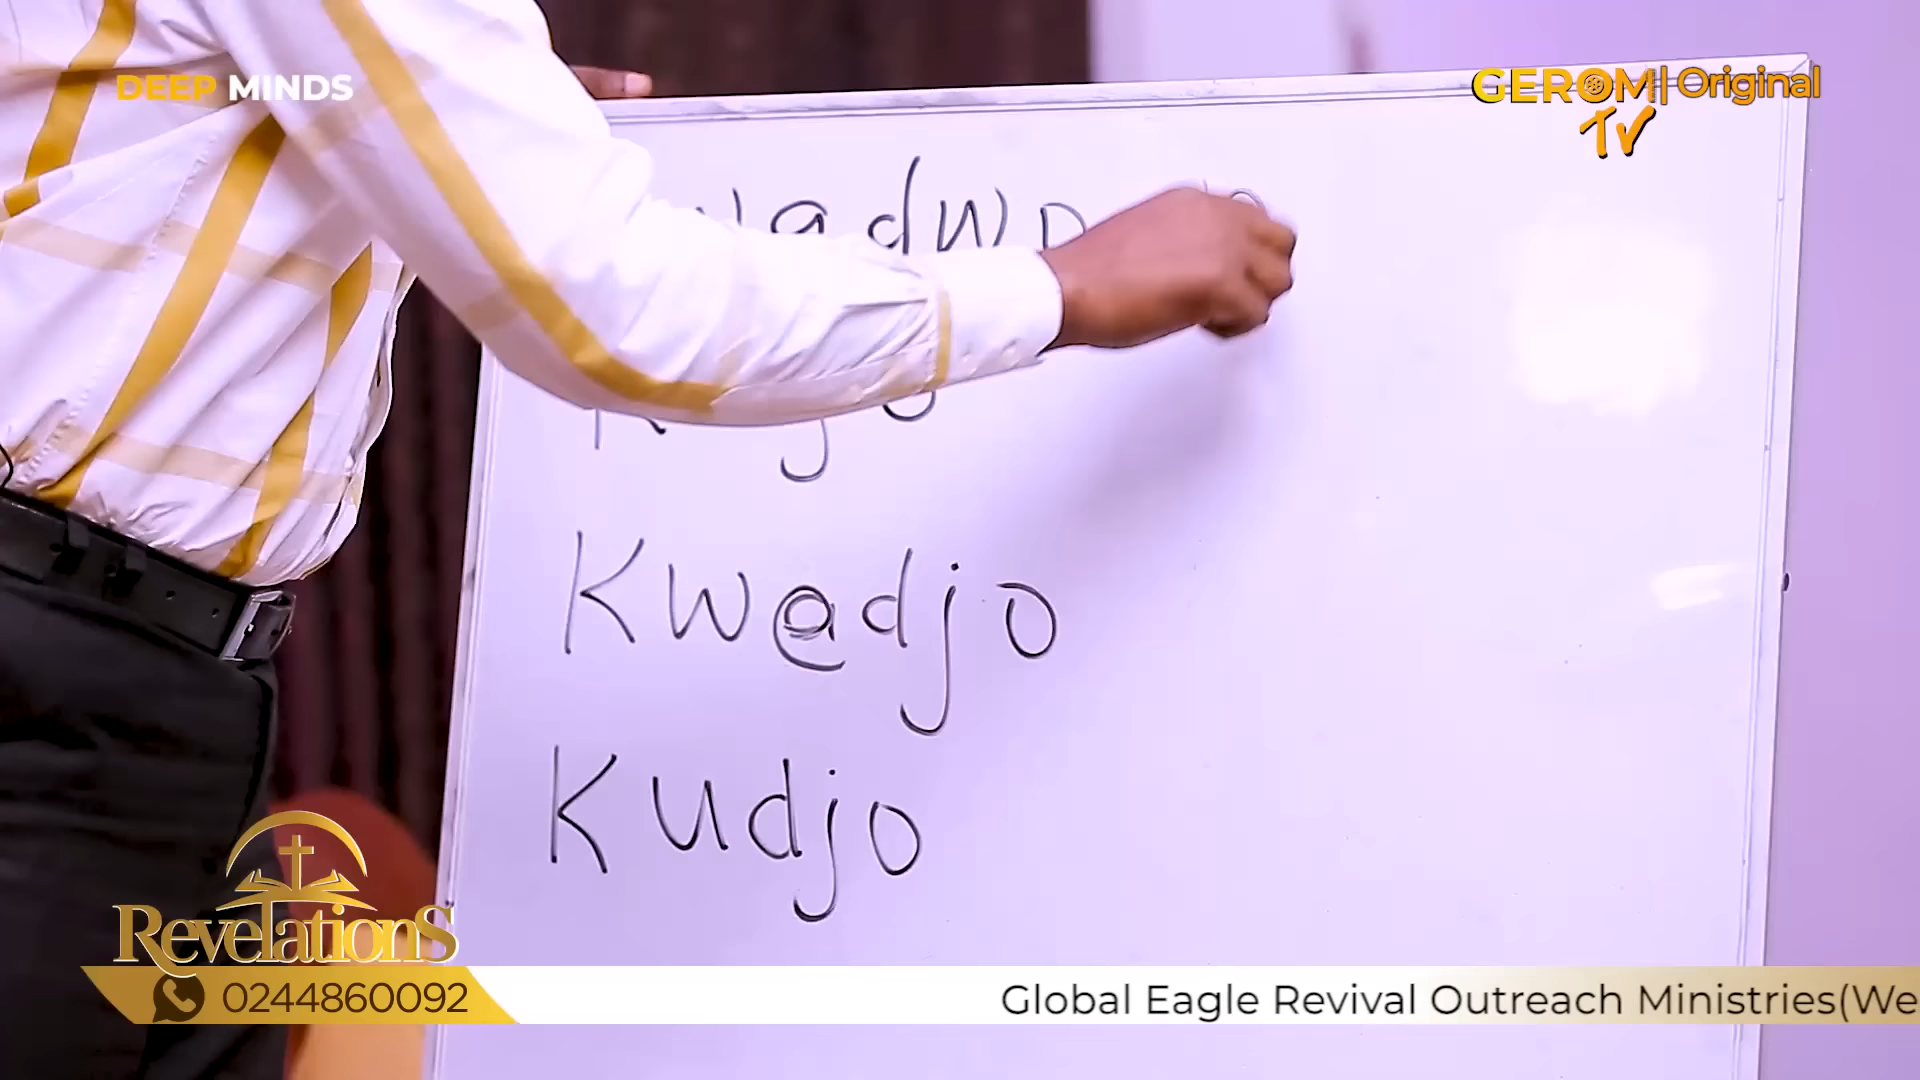 DEEP MINDS
GEROM TV | Original
Kwadjo
Kudjo
Revelations
0244860092
Global Eagle Revival Outreach Ministries(We